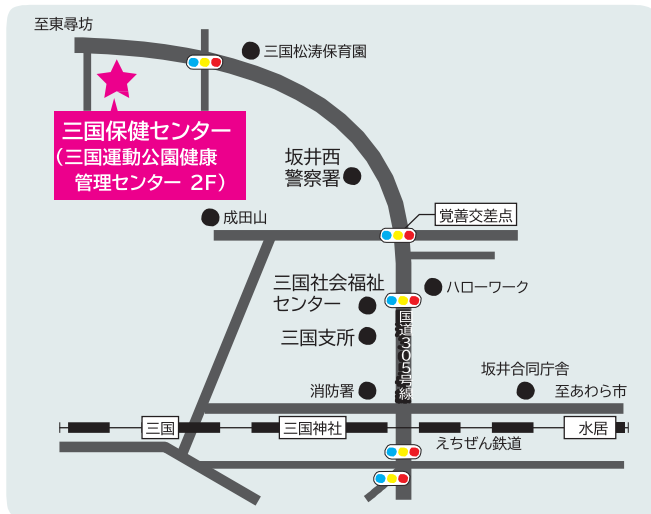 至東尋坊
三国松涛保育園
三国保健センター
(三国運動公園健康
管理センター 2F)
坂井西
警察署
成田山
覚善交差点
三国社会福祉
センター
ハローワーク
三国支所
国道305号線
消防署
坂井合同庁舎
至あわら市
三国
三国神社
水居
えちぜん鉄道